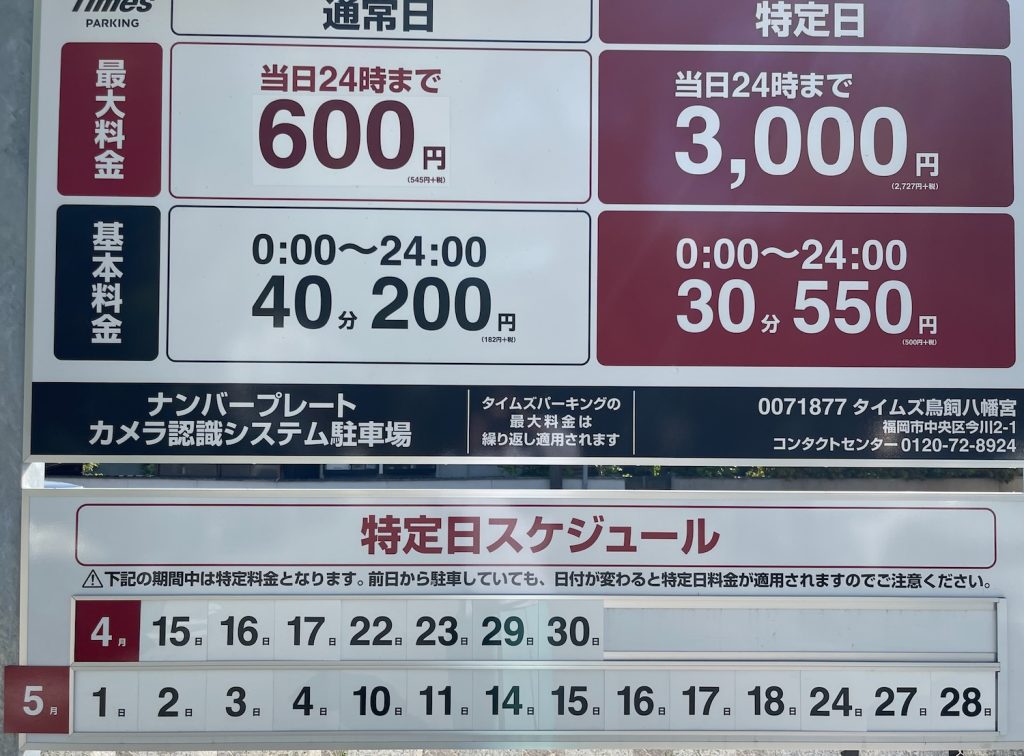 Times
PARKING
通常日
特定日
最大料金
当日24時まで
600円
(545円+税)
当日24時まで
3,000円
(2,727円+税)
基本料金
0:00〜24:00
40分 200円
(182円+税)
0:00〜24:00
30分 550円
(500円+税)
ナンバープレート
カメラ認識システム駐車場
タイムズパーキングの
最大料金は
繰り返し適用されます
0071877 タイムズ鳥飼八幡宮
福岡市中央区今川2-1
コンタクトセンター 0120-72-8924
特定日スケジュール
⚠下記の期間中は特定料金となります。前日から駐車していても、日付が変わると特定日料金が適用されますのでご注意ください。
4月 15日 16日 17日 22日 23日 29日 30日
5月 1日 2日 3日 4日 10日 11日 14日 15日 16日 17日 18日 24日 27日 28日